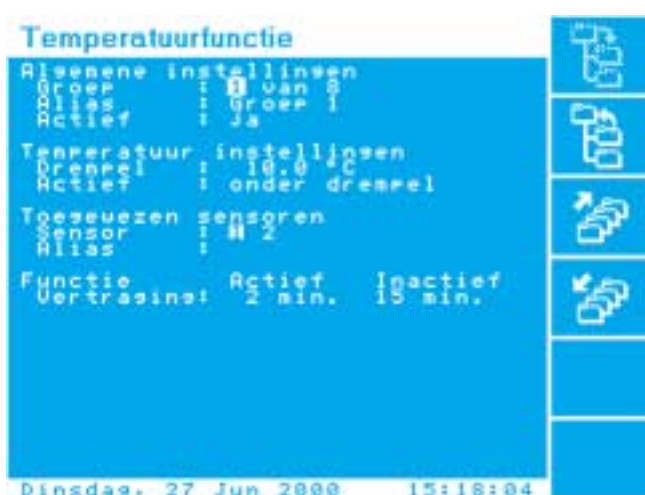 Temperatuurfunctie
Algemene instellingen
Groep : 1 van 8
Alias : Groep 1
Actief : Ja
Temperatuur instellingen
Drempel : 10.0 °C
Actief : onder drempel
Toegewezen sensoren
Sensor : 2
Alias :
Functie Actief Inactief
Vertraging: 2 min. 15 min.
Dinsdag, 27 Jun 2000 15:18:04